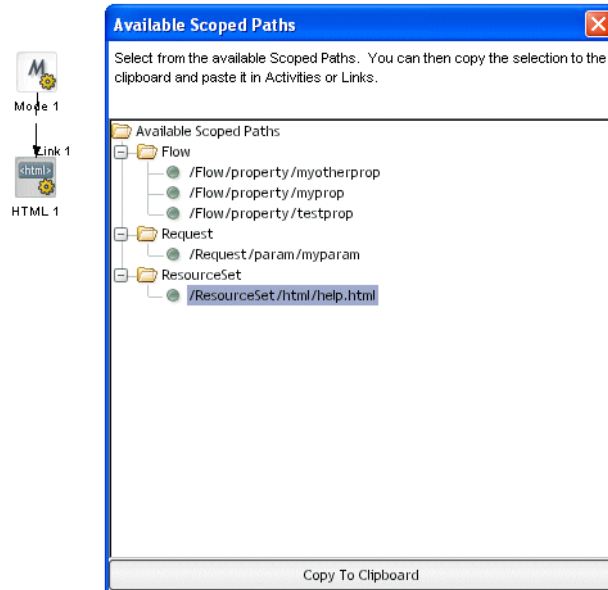 M
Mode 1
Link 1
<html>
HTML 1
Available Scoped Paths
Select from the available Scoped Paths. You can then copy the selection to the
clipboard and paste it in Activities or Links.
Available Scoped Paths
Flow
/Flow/property/myotherprop
/Flow/property/myprop
/Flow/property/testprop
Request
/Request/param/myparam
ResourceSet
/ResourceSet/html/help.html
Copy To Clipboard